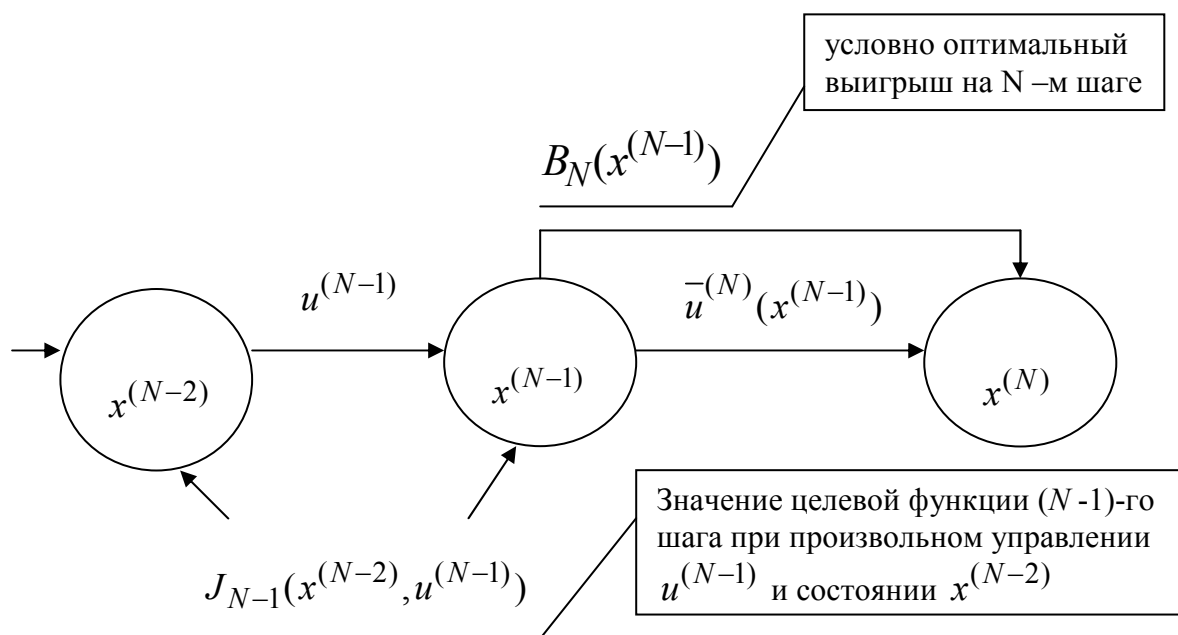 условно оптимальный
выигрыш на N –м шаге
B_N(x^{(N−1)})
u^{(N−1)}
\overline{u}^{(N)}(x^{(N−1)})
x^{(N−2)}
x^{(N−1)}
x^{(N)}
Значение целевой функции (N -1)-го
шага при произвольном управлении
u^{(N−1)} и состоянии x^{(N−2)}
J_{N−1}(x^{(N−2)},u^{(N−1)})